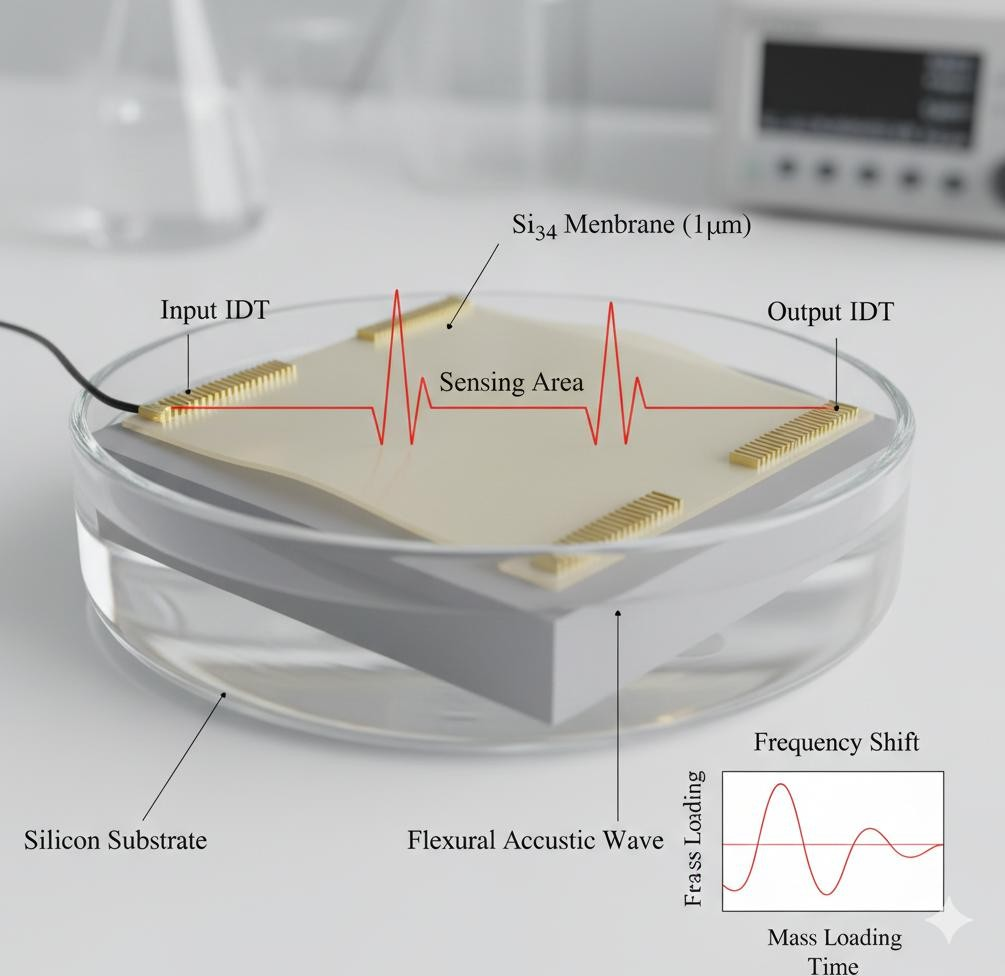 Si₃₄ Menbrane (1μm)
Input IDT
Output IDT
Sensing Area
Silicon Substrate
Flexural Accustic Wave
Frequency Shift
Frass Loading
Mass Loading
Time